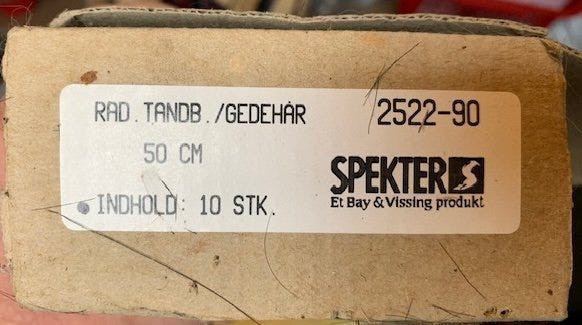 RAD. TANDB./GEDEHÅR 2522-90
50 CM
SPEKTER
Et Bay & Vissing produkt
INDHOLD: 10 STK.